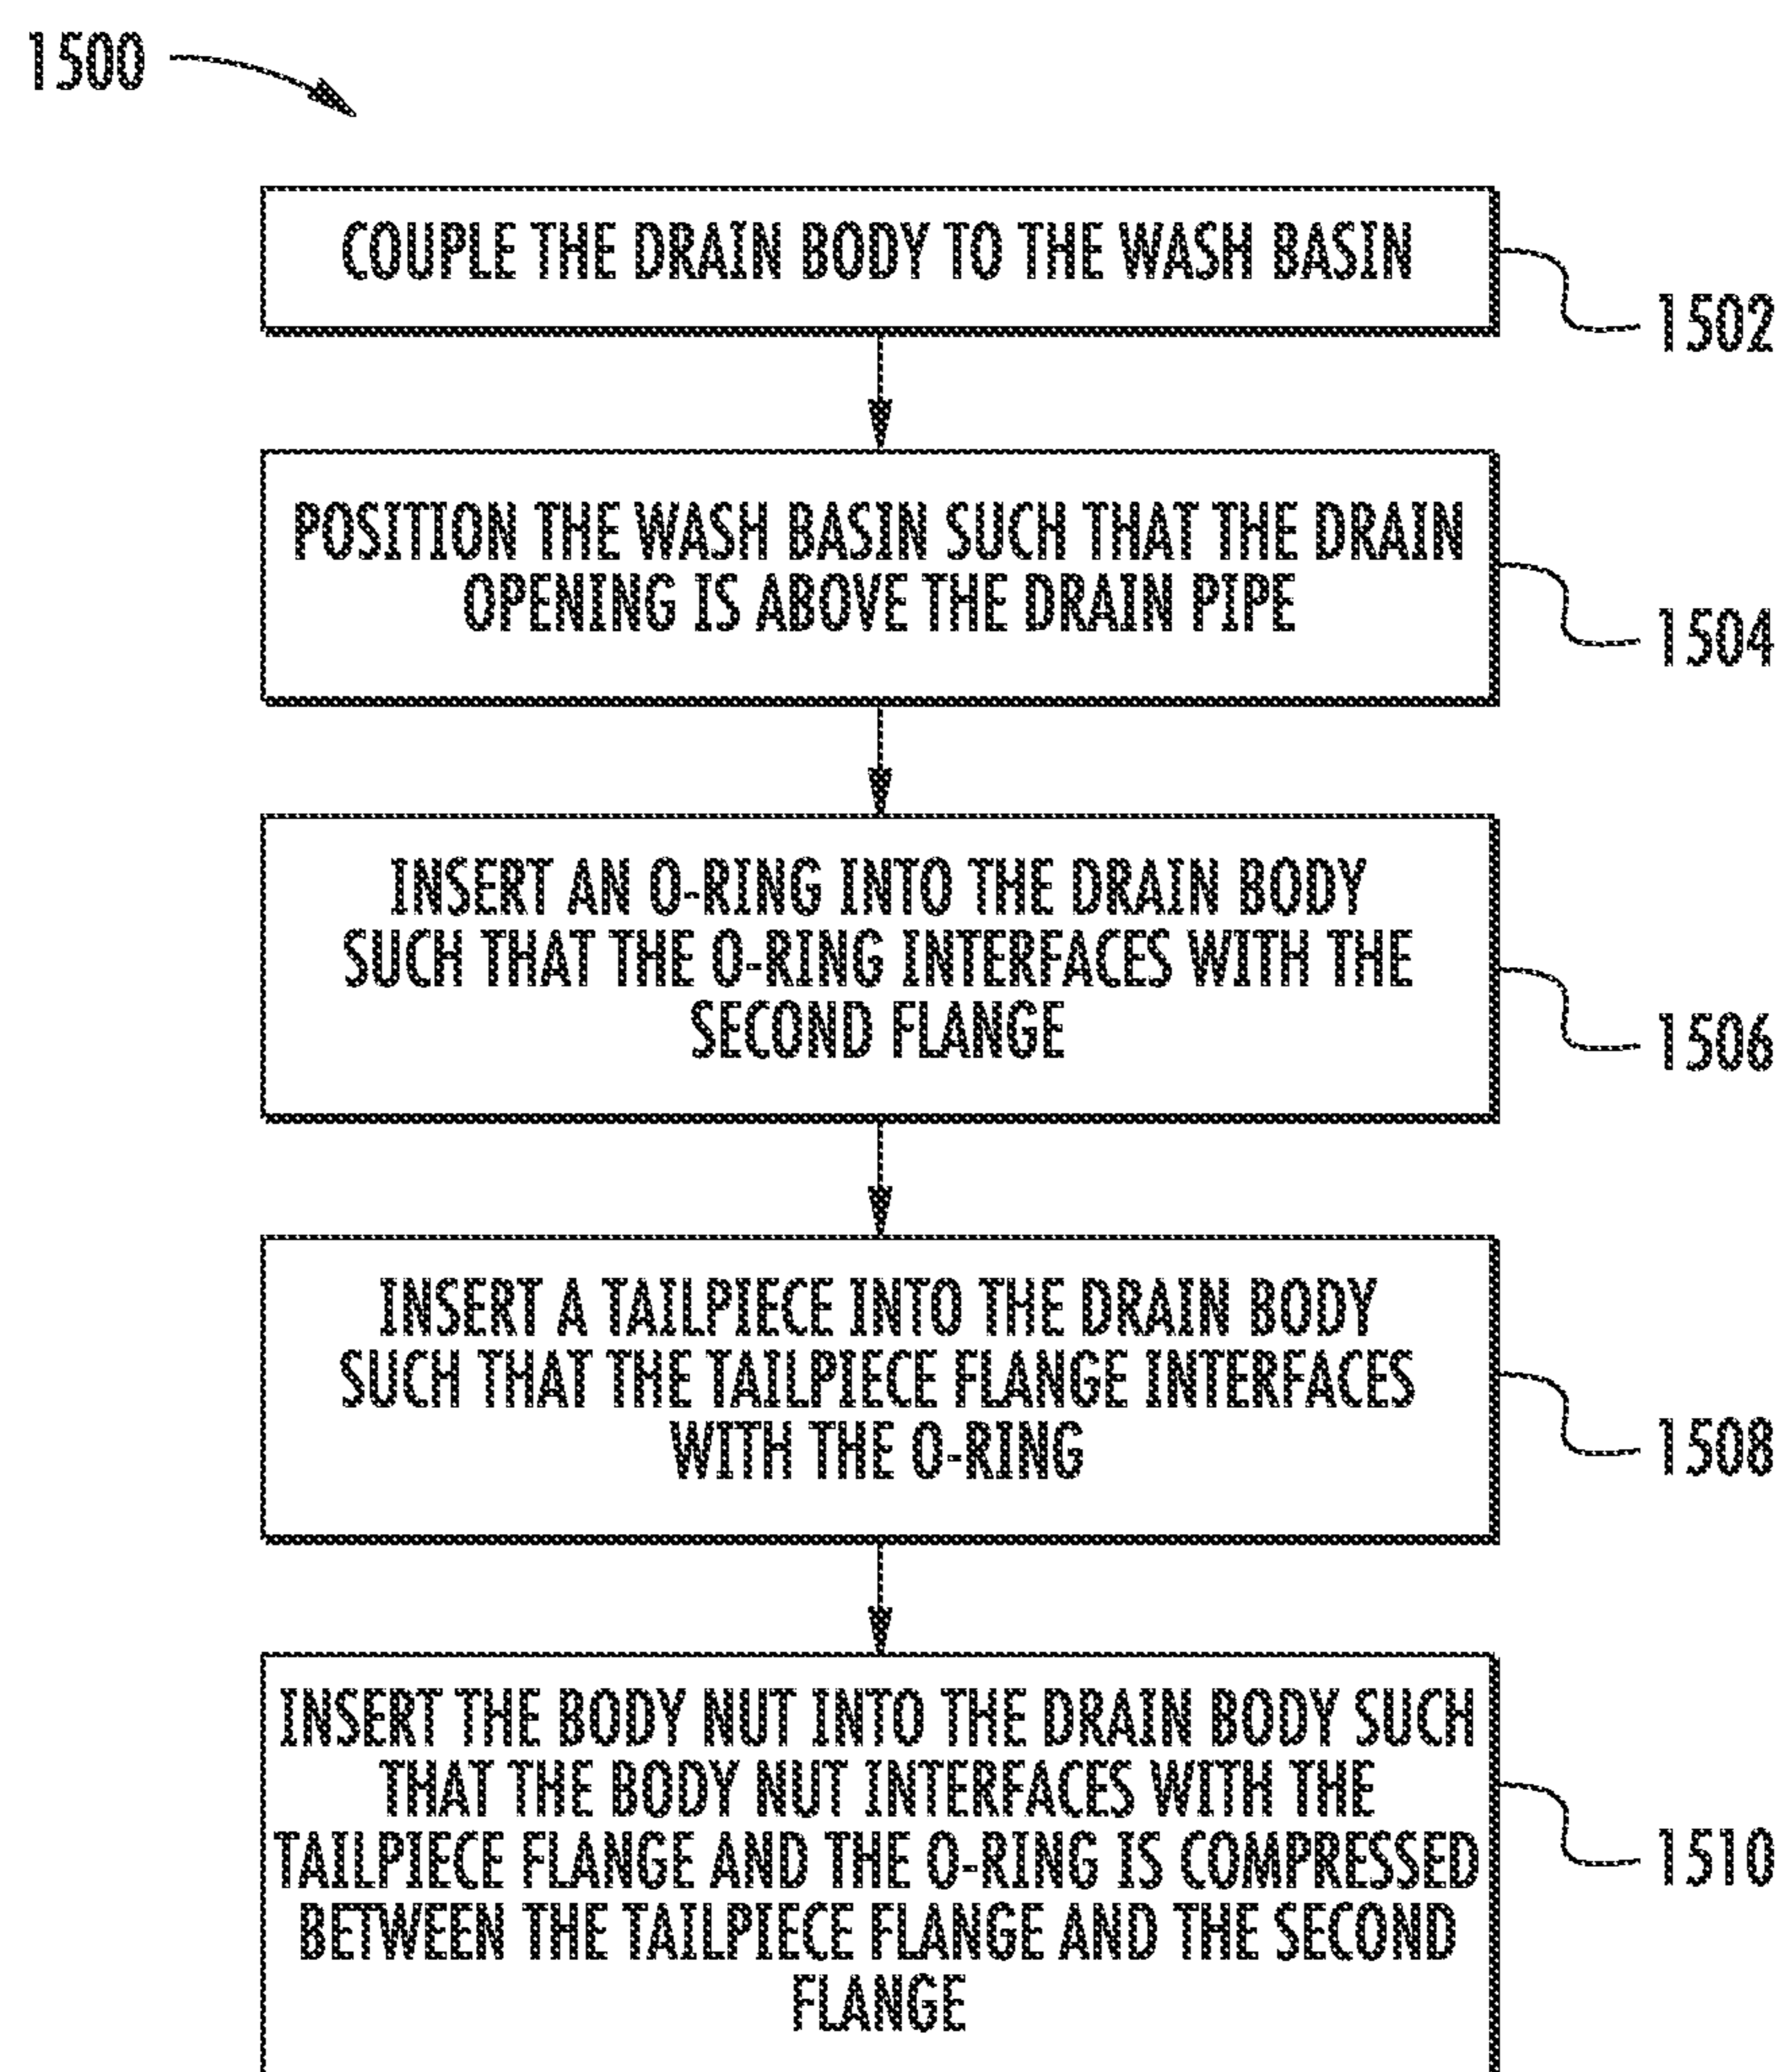 1500
COUPLE THE DRAIN BODY TO THE WASH BASIN
1502
POSITION THE WASH BASIN SUCH THAT THE DRAIN
OPENING IS ABOVE THE DRAIN PIPE
1504
INSERT AN O-RING INTO THE DRAIN BODY
SUCH THAT THE O-RING INTERFACES WITH THE
SECOND FLANGE
1506
INSERT A TAILPIECE INTO THE DRAIN BODY
SUCH THAT THE TAILPIECE FLANGE INTERFACES
WITH THE O-RING
1508
INSERT THE BODY NUT INTO THE DRAIN BODY SUCH
THAT THE BODY NUT INTERFACES WITH THE
TAILPIECE FLANGE AND THE O-RING IS COMPRESSED
BETWEEN THE TAILPIECE FLANGE AND THE SECOND
FLANGE
1510